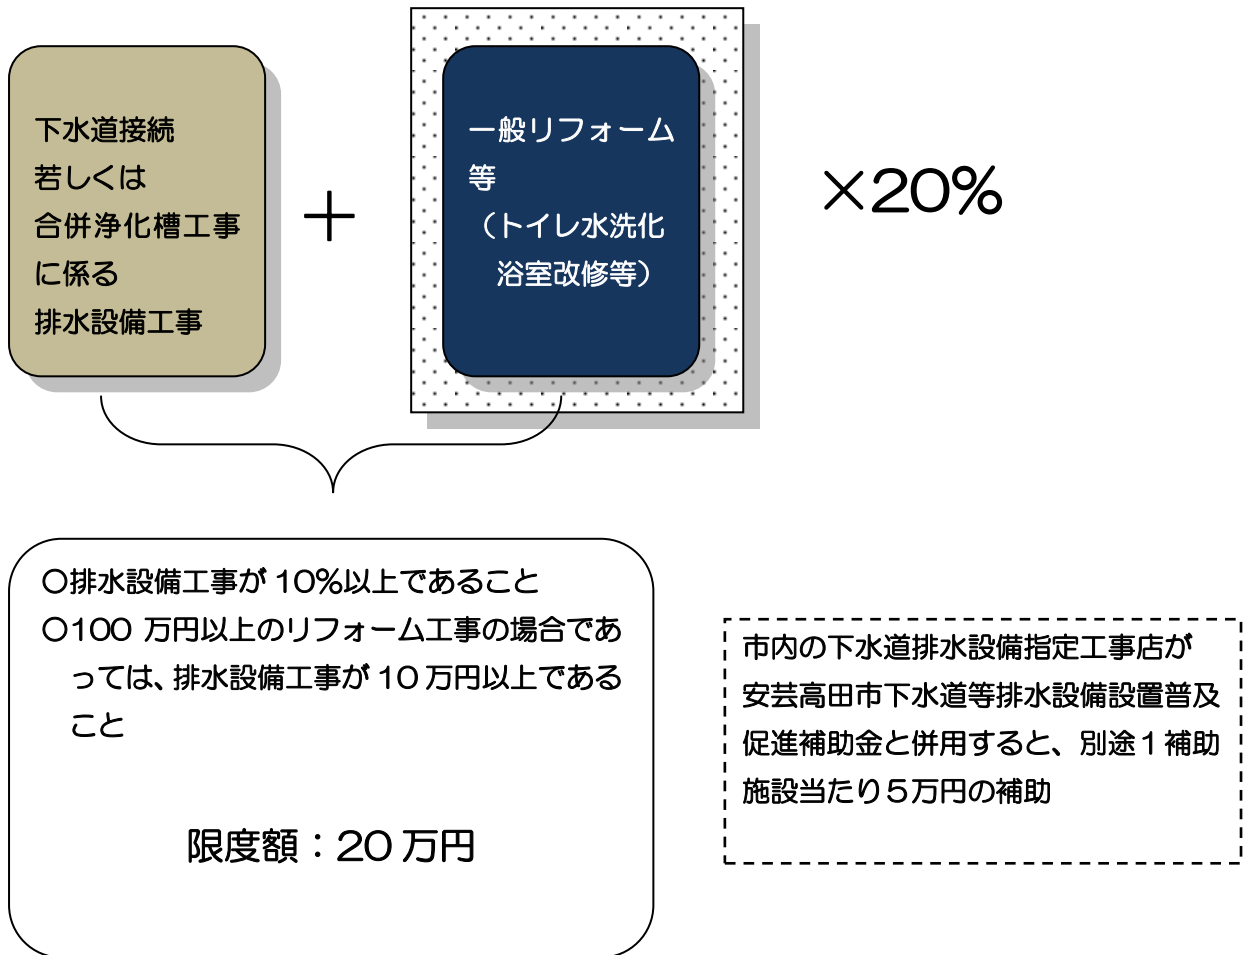 下水道接続
若しくは
合併浄化槽工事
に係る
排水設備工事
＋
一般リフォーム
等
（トイレ水洗化
浴室改修等）
×20%
○排水設備工事が10%以上であること
○100 万円以上のリフォーム工事の場合であ
っては、排水設備工事が10万円以上である
こと
限度額：20万円
市内の下水道排水設備指定工事店が
安芸高田市下水道等排水設備設置普及
促進補助金と併用すると、別途１補助
施設当たり５万円の補助